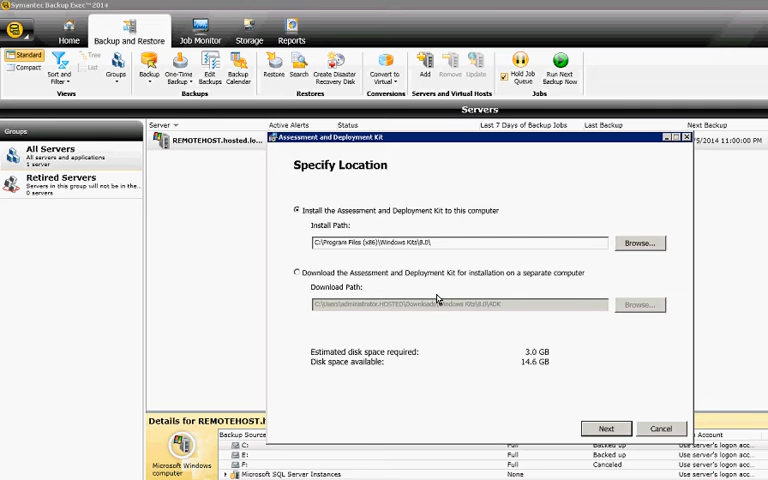 Symantec Backup Exec™ 2014
Home
Backup and Restore
Job Monitor
Storage
Reports
Standard
Compact
Sort and Filter
Tree
List
Groups
Views
Backup
One-Time Backup
Edit Backups
Backup Calendar
Backups
Restore
Search
Create Disaster Recovery Disk
Restores
Convert to Virtual
Conversions
Add
Remove
Update
Servers and Virtual Hosts
Hold Job Queue
Run Next Backup Now
Jobs
Servers
Groups
All Servers
All servers and applications
1 server
Retired Servers
Servers in this group will not be in the...
0 servers
Server
Active Alerts
Status
Last 7 Days of Backup Jobs
Last Backup
Next Backup
REMOTEHOST.hosted.lo...
/5/2014 11:00:00 PM
Assessment and Deployment Kit
Specify Location
Install the Assessment and Deployment Kit to this computer
Install Path:
C:\Program Files (x86)\Windows Kits\8.0\
Browse...
Download the Assessment and Deployment Kit for installation on a separate computer
Download Path:
C:\Users\administrator.HOSTED\Downloads\Windows Kits\8.0\ADK
Browse...
Estimated disk space required: 3.0 GB
Disk space available: 14.6 GB
Next
Cancel
Details for REMOTEHOST.
Microsoft Windows computer
Backup Source
Account
C: Full Backed up Use server's logon acc...
E: Full Backed up Use server's logon acc...
F: Full Canceled Use server's logon acc...
Microsoft SQL Server Instances None Use server's logon acc...